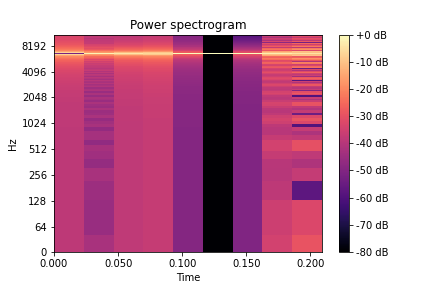 Power spectrogram
8192
4096
2048
1024
512
256
128
64
0
Hz
0.000 0.050 0.100 0.150 0.200
Time
+0 dB
-10 dB
-20 dB
-30 dB
-40 dB
-50 dB
-60 dB
-70 dB
-80 dB